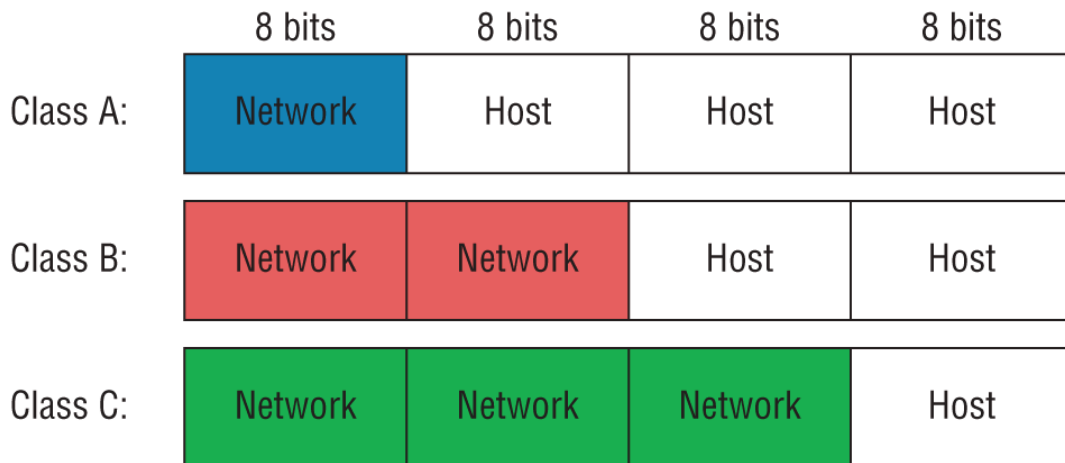 8 bits 8 bits 8 bits 8 bits
Class A: Network Host Host Host
Class B: Network Network Host Host
Class C: Network Network Network Host